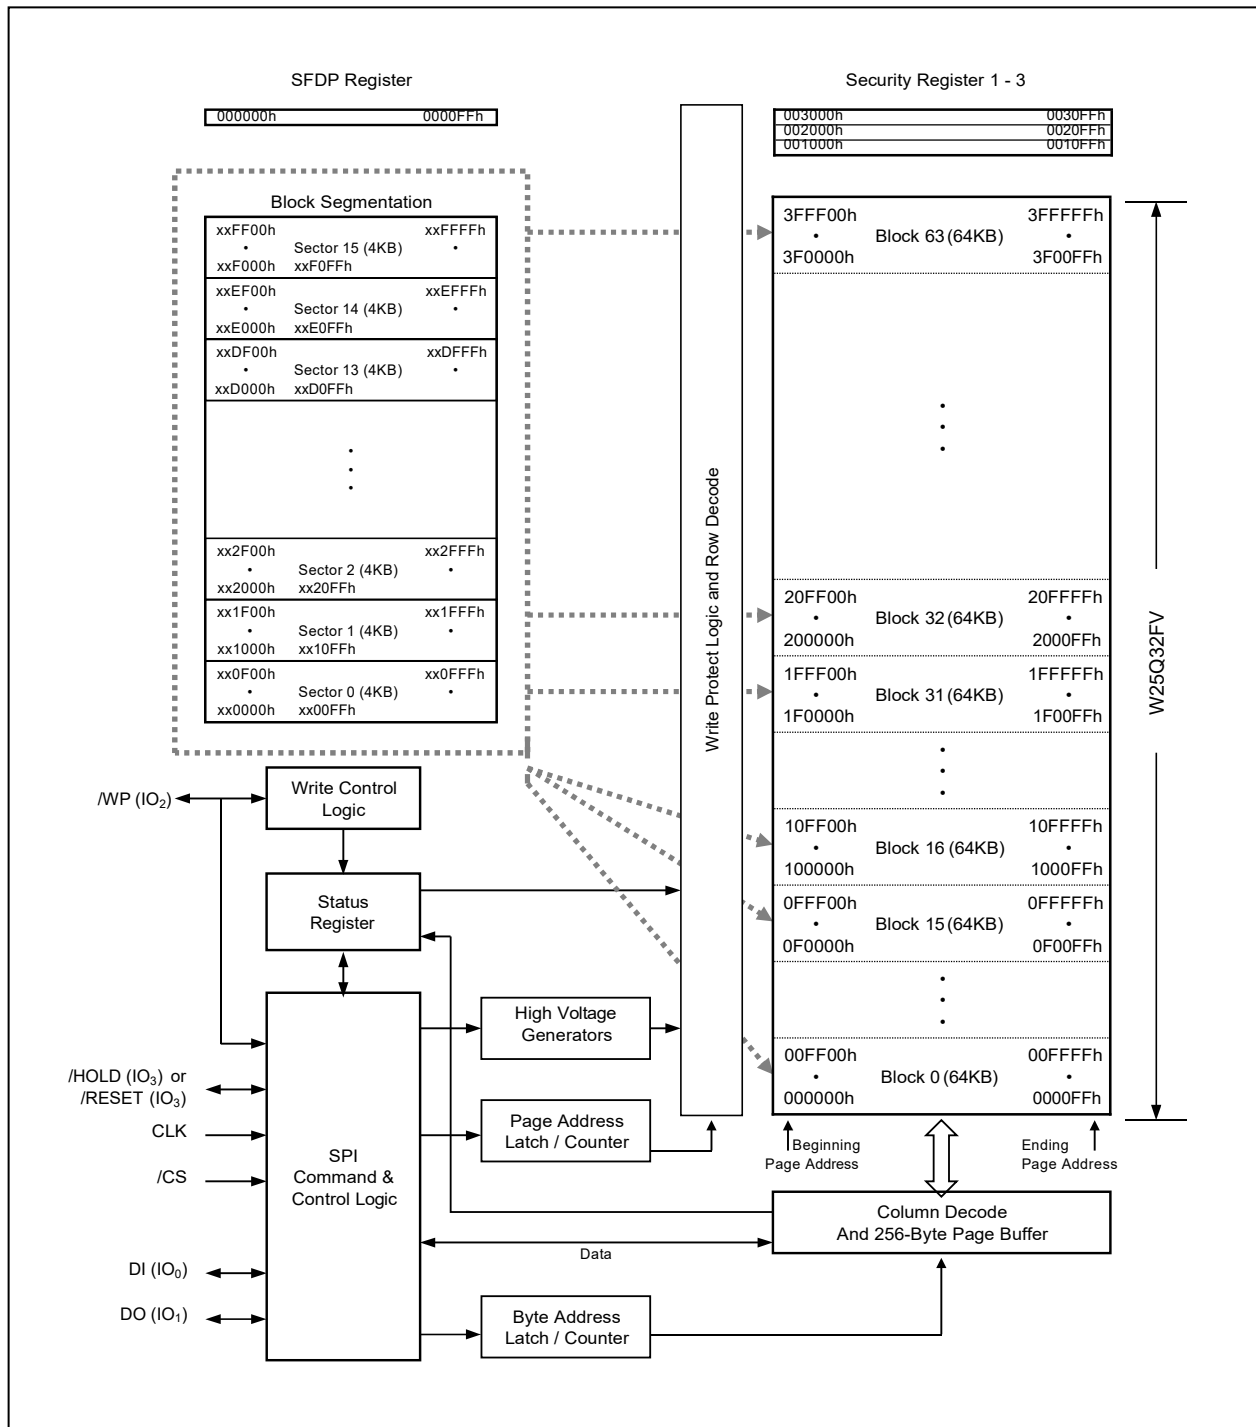 SFDP Register
000000h 0000FFh
Security Register 1 - 3
003000h 0030FFh
002000h 0020FFh
001000h 0010FFh
Block Segmentation
xxFF00h xxFFFFh
• Sector 15 (4KB) •
xxF000h xxF0FFh
xxEF00h xxEFFFh
• Sector 14 (4KB) •
xxE000h xxE0FFh
xxDF00h xxDFFFh
• Sector 13 (4KB) •
xxD000h xxD0FFh
xx2F00h xx2FFFh
• Sector 2 (4KB) •
xx2000h xx20FFh
xx1F00h xx1FFFh
• Sector 1 (4KB) •
xx1000h xx10FFh
xx0F00h xx0FFFh
• Sector 0 (4KB) •
xx0000h xx00FFh
Write Protect Logic and Row Decode
3FFF00h 3FFFFFh
• Block 63 (64KB) •
3F0000h 3F00FFh
20FF00h 20FFFFh
• Block 32 (64KB) •
200000h 2000FFh
1FFF00h 1FFFFFh
• Block 31 (64KB) •
1F0000h 1F00FFh
10FF00h 10FFFFh
• Block 16 (64KB) •
100000h 1000FFh
0FFF00h 0FFFFFh
• Block 15 (64KB) •
0F0000h 0F00FFh
00FF00h 00FFFFh
• Block 0 (64KB) •
000000h 0000FFh
W25Q32FV
Beginning
Page Address
Ending
Page Address
/WP (IO2)
Write Control
Logic
Status
Register
High Voltage
Generators
/HOLD (IO3) or
/RESET (IO3)
CLK
/CS
DI (IO0)
DO (IO1)
SPI
Command &
Control Logic
Page Address
Latch / Counter
Column Decode
And 256-Byte Page Buffer
Data
Byte Address
Latch / Counter